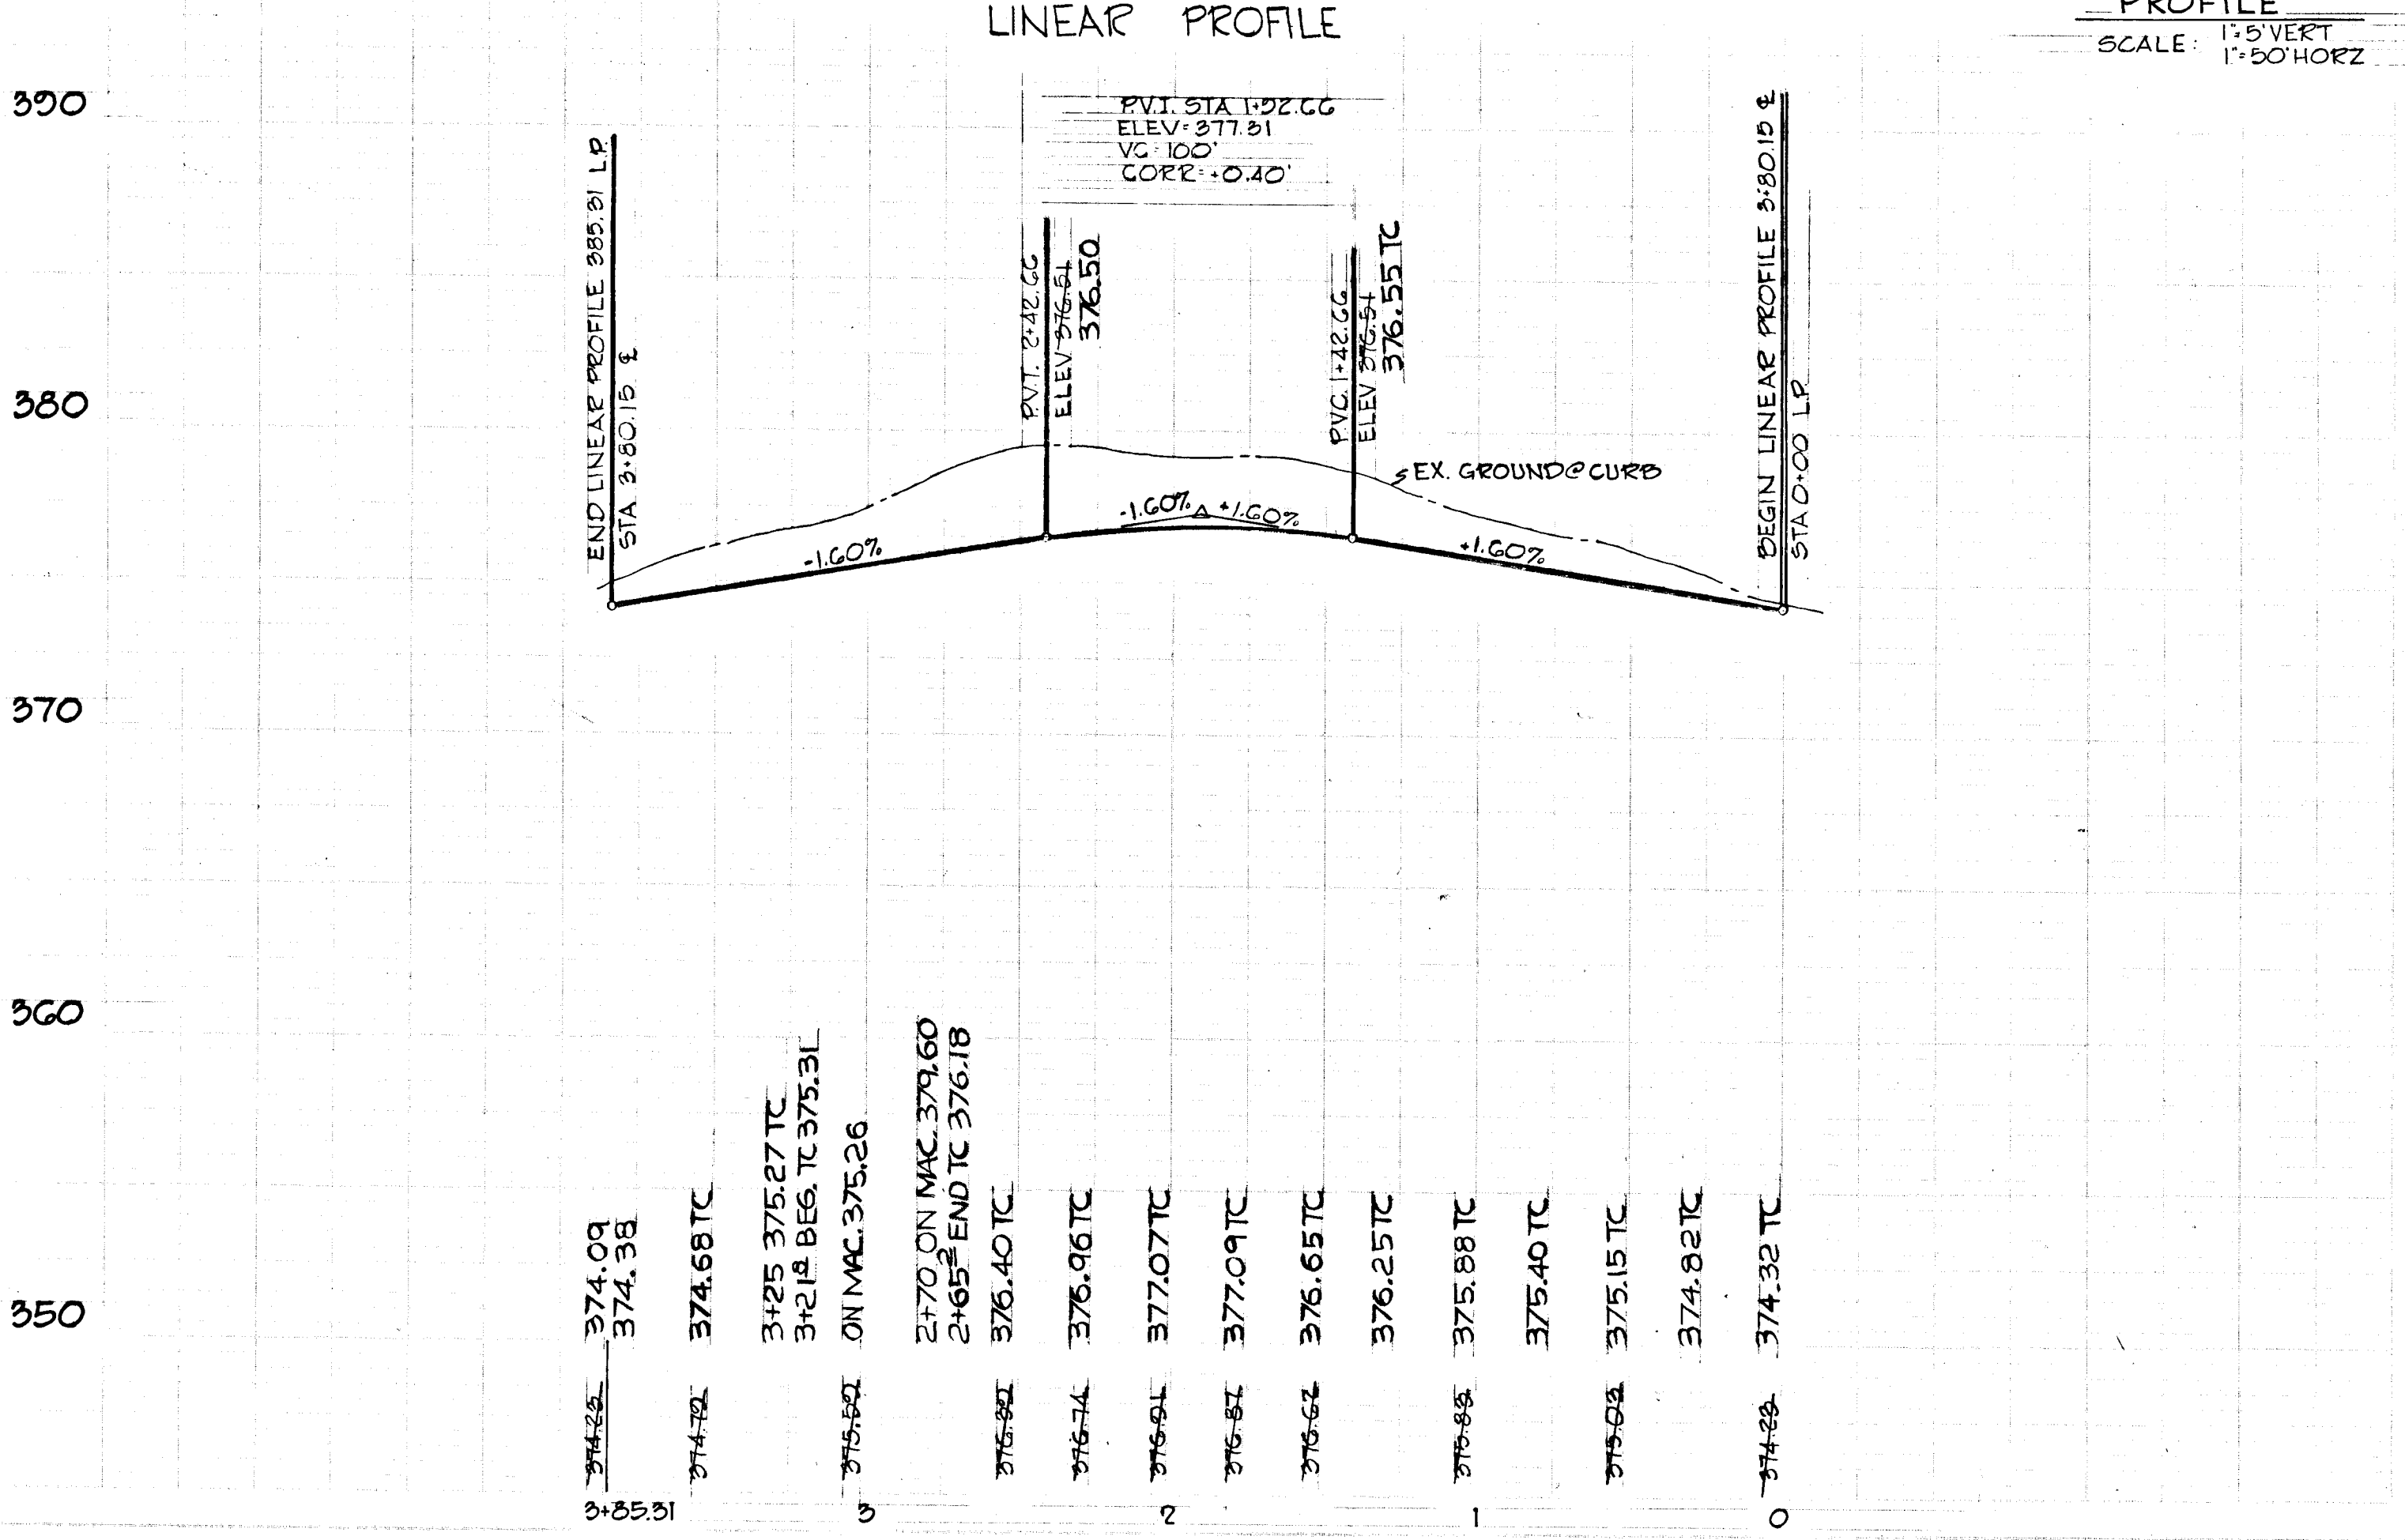 LINEAR PROFILE
PROFILE
SCALE: 1"=5' VERT
1"=50' HORZ
390
380
370
360
350
P.V.I. STA 1+92.66
ELEV=377.31
VC=100'
CORR=+0.40'
END LINEAR PROFILE 385.31 L.P.
STA 3+80.15 ℄
P.V.T. 2+42.66
ELEV 376.51
376.50
P.V.C. 1+42.66
ELEV 376.51
376.55 TC
BEGIN LINEAR PROFILE 3+80.15 ℄
STA 0+00 L.P.
EX. GROUND @ CURB
-1.60%
-1.60% △ +1.60%
+1.60%
374.09
374.38
374.68 TC
3+25 375.27 TC
3+21⁸ BEG. TC 375.31
ON MAC. 375.26
2+70 ON MAC. 379.60
2+65² END TC 376.18
376.40 TC
376.96 TC
377.07 TC
377.09 TC
376.65 TC
376.25 TC
375.88 TC
375.40 TC
375.15 TC
374.82 TC
374.32 TC
374.23
374.72
375.52
376.32
376.74
376.91
376.87
376.62
375.83
375.03
374.23
3+85.31
3
2
1
0